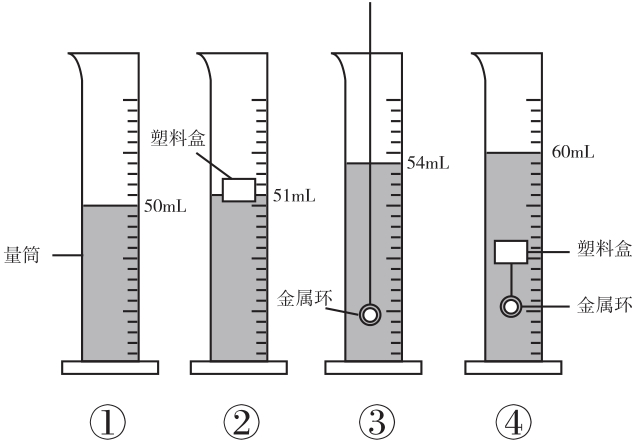 塑料盒
50mL
51mL
54mL
60mL
量筒
金属环
塑料盒
金属环
① ② ③ ④